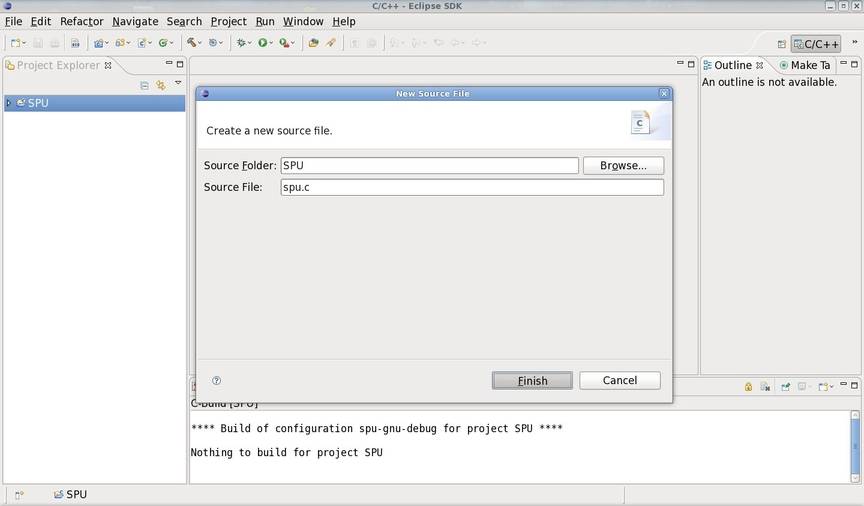 C/C++ - Eclipse SDK
File Edit Refactor Navigate Search Project Run Window Help
C/C++ »
Project Explorer
SPU
Outline Make Ta
An outline is not available.
New Source File
Create a new source file.
Source Folder: SPU Browse...
Source File: spu.c
Finish Cancel
C-Build [SPU]
**** Build of configuration spu-gnu-debug for project SPU ****
Nothing to build for project SPU
SPU